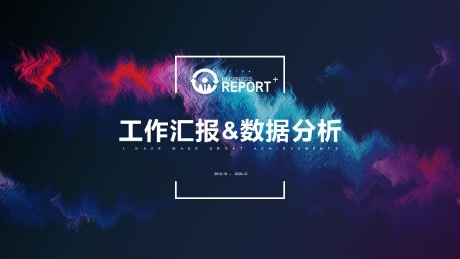 BUSINESS
REPORT+
工作汇报&数据分析
I HAVE MADE GREAT ACHIEVEMENTS